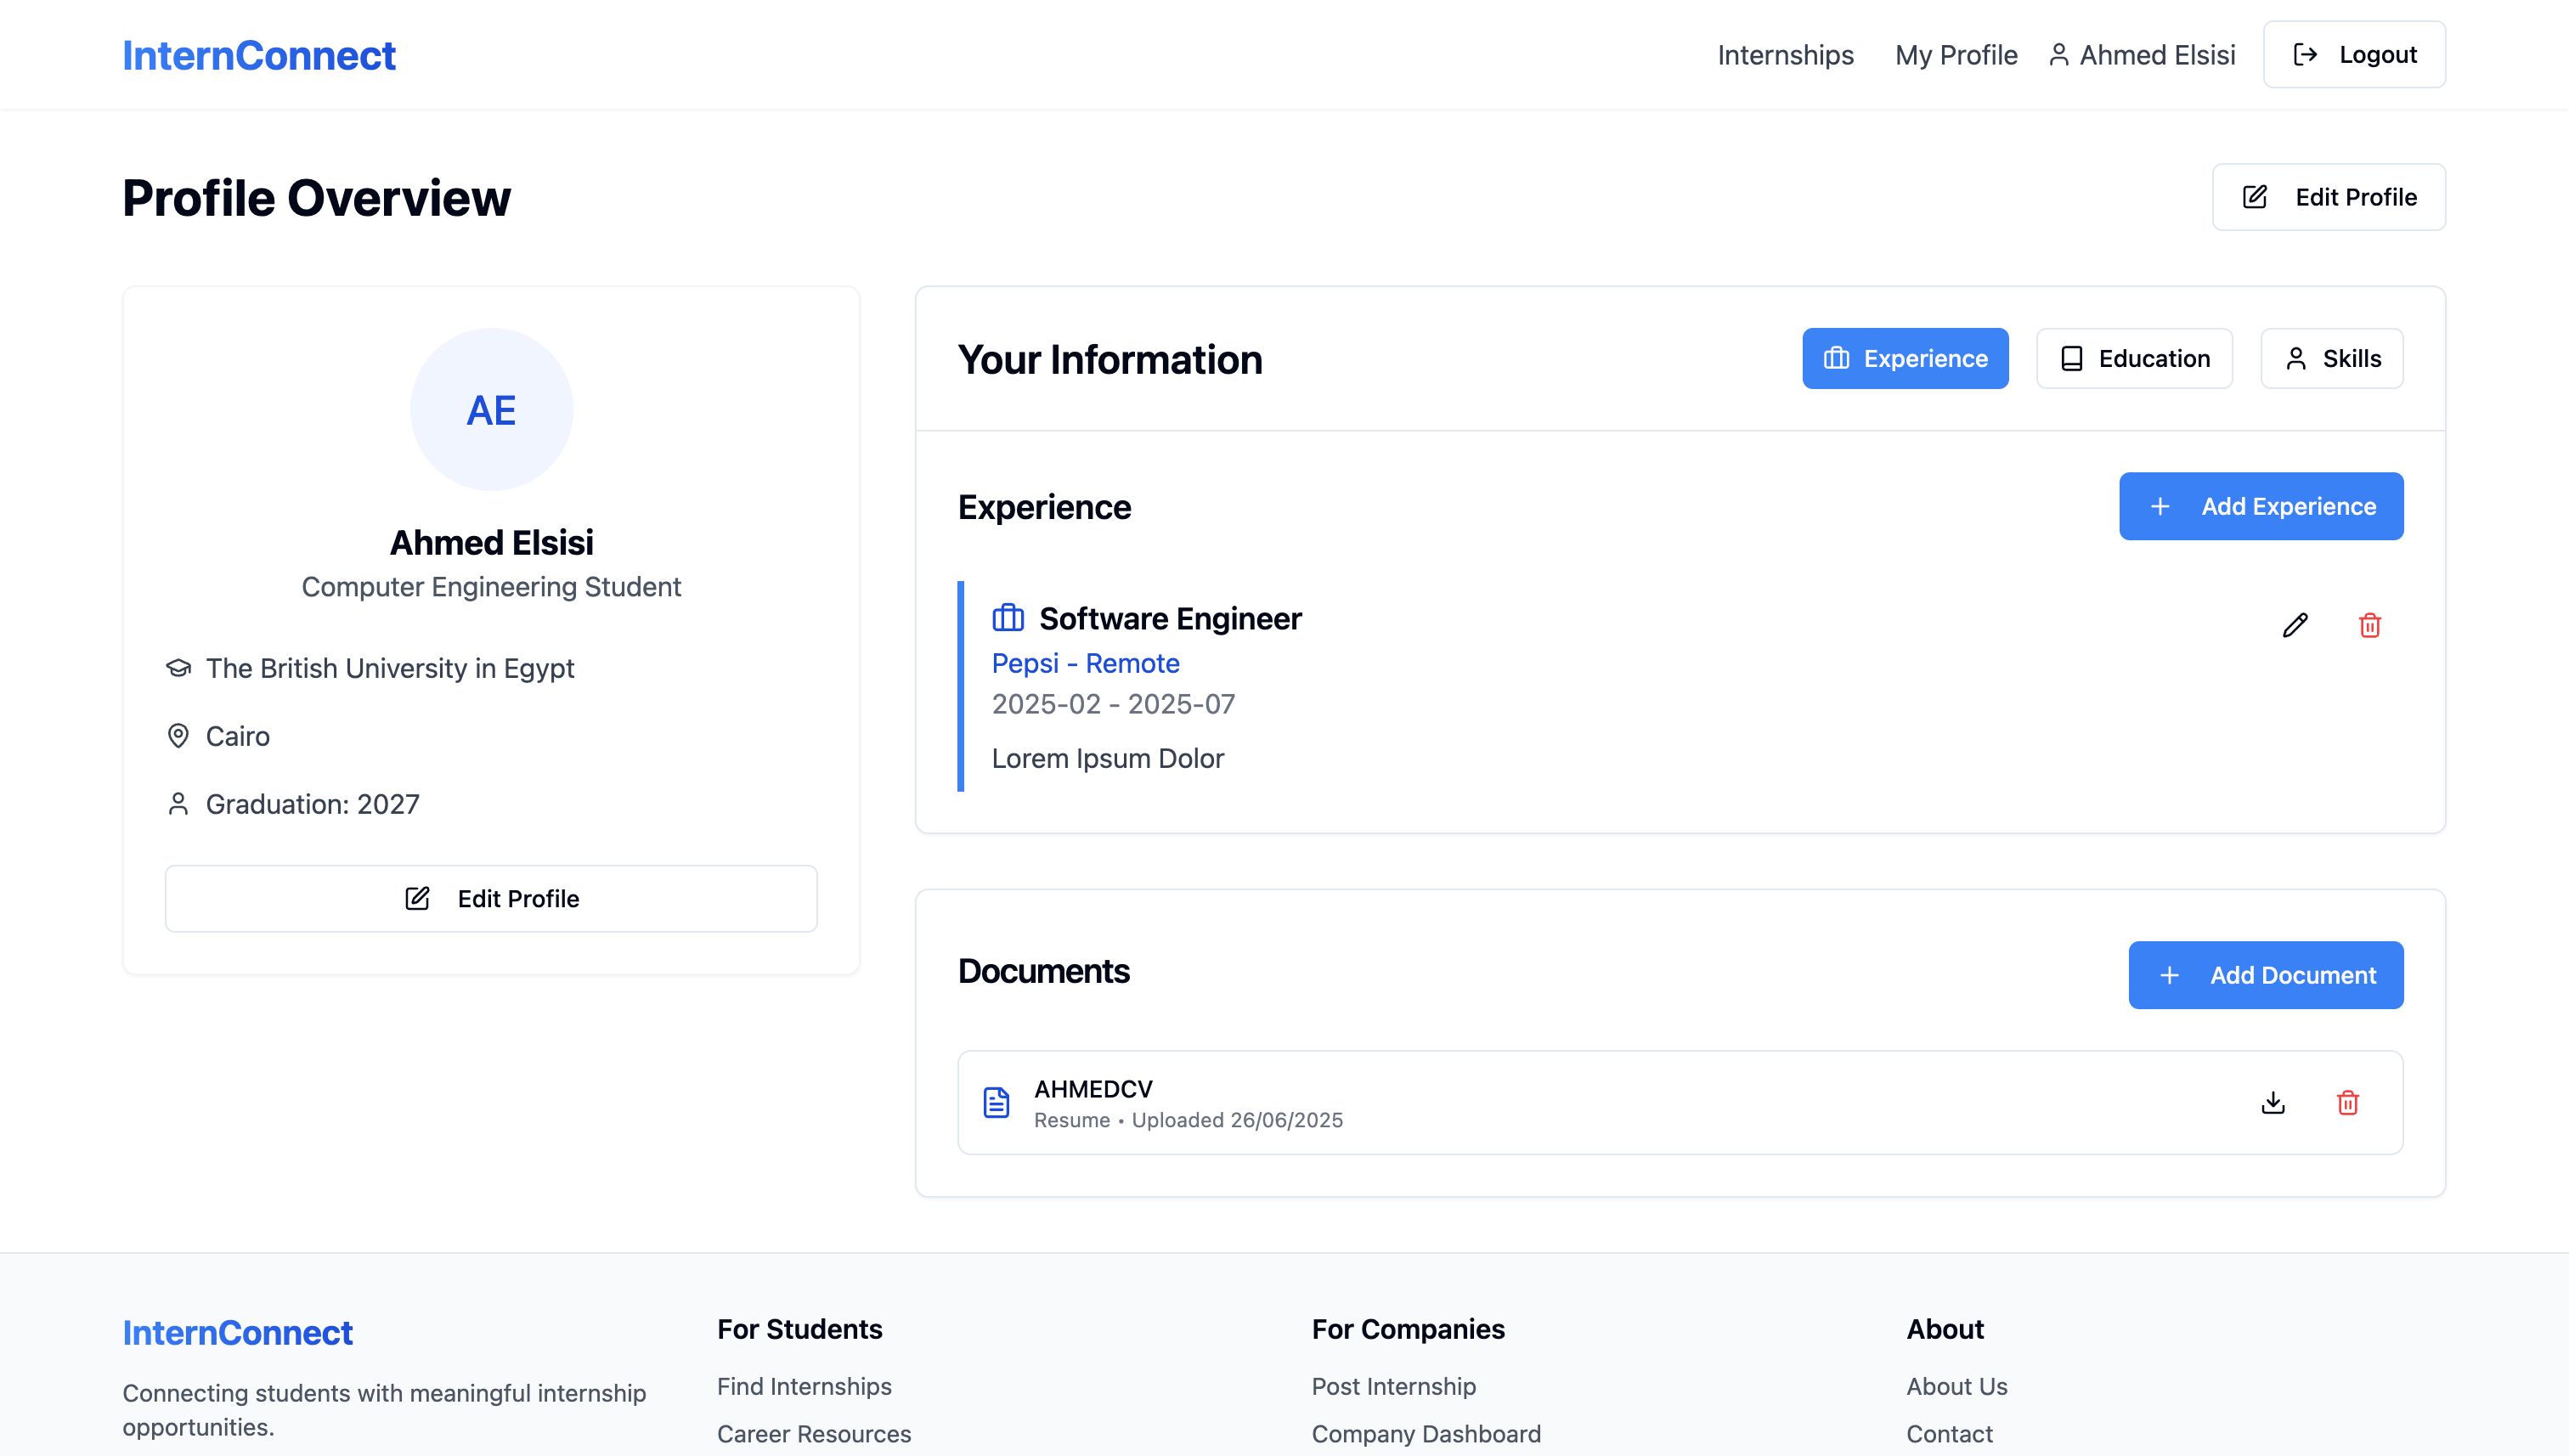 InternConnect
Internships
My Profile
Ahmed Elsisi
Logout
Profile Overview
Edit Profile
AE
Ahmed Elsisi
Computer Engineering Student
The British University in Egypt
Cairo
Graduation: 2027
Edit Profile
Your Information
Experience
Education
Skills
Experience
Add Experience
Software Engineer
Pepsi - Remote
2025-02 - 2025-07
Lorem Ipsum Dolor
Documents
Add Document
AHMEDCV
Resume • Uploaded 26/06/2025
InternConnect
Connecting students with meaningful internship
opportunities.
For Students
Find Internships
Career Resources
For Companies
Post Internship
Company Dashboard
About
About Us
Contact